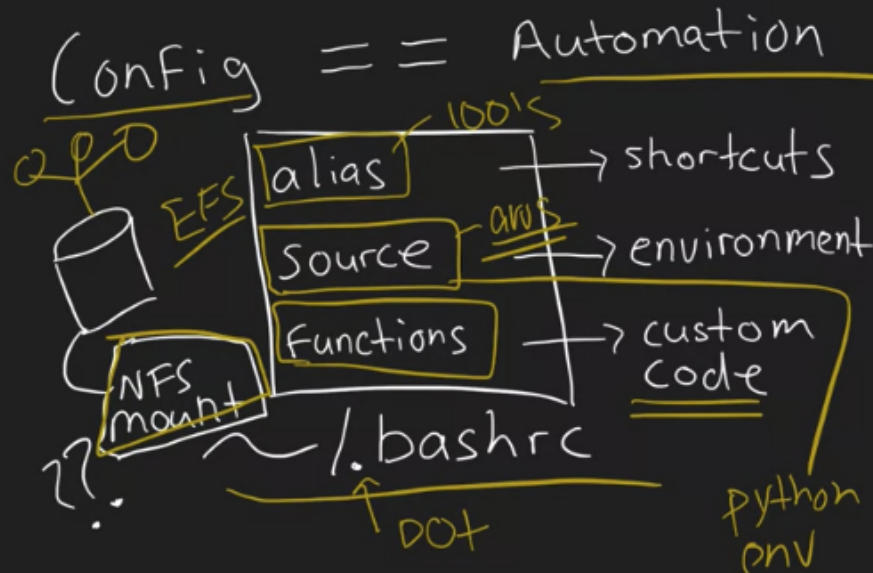 Config == Automation
100's
alias
shortcuts
EFS
aws
source
environment
functions
custom
code
NFS
mount
??
~/.bashrc
DOT
python
env